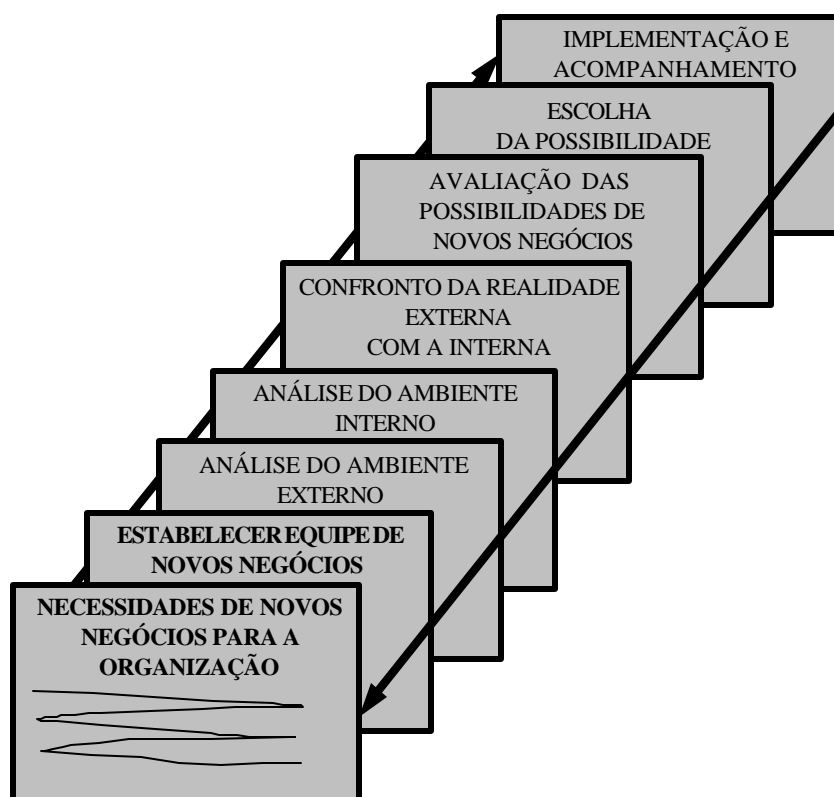 IMPLEMENTAÇÃO E
ACOMPANHAMENTO
ESCOLHA
DA POSSIBILIDADE
AVALIAÇÃO DAS
POSSIBILIDADES DE
NOVOS NEGÓCIOS
CONFRONTO DA REALIDADE
EXTERNA
COM A INTERNA
ANÁLISE DO AMBIENTE
INTERNO
ANÁLISE DO AMBIENTE
EXTERNO
ESTABELECER EQUIPE DE
NOVOS NEGÓCIOS
NECESSIDADES DE NOVOS
NEGÓCIOS PARA A
ORGANIZAÇÃO